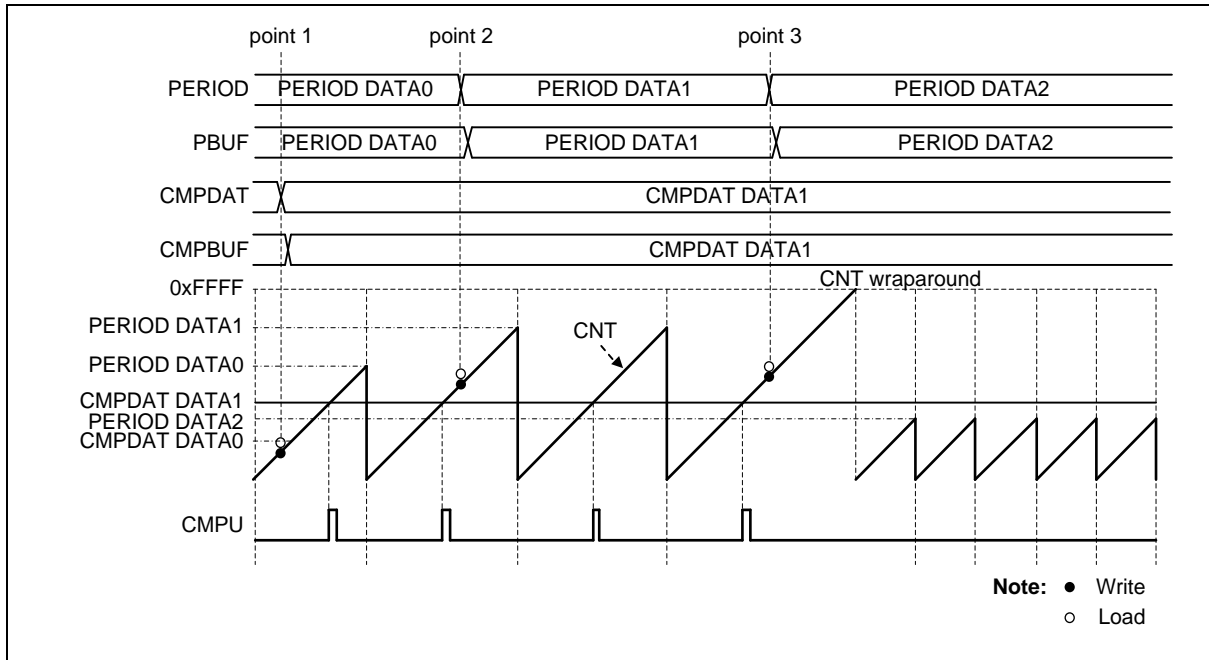 point 1 point 2 point 3
PERIOD PERIOD DATA0 PERIOD DATA1 PERIOD DATA2
PBUF PERIOD DATA0 PERIOD DATA1 PERIOD DATA2
CMPDAT CMPDAT DATA1
CMPBUF CMPDAT DATA1
0xFFFF CNT wraparound
PERIOD DATA1 CNT
PERIOD DATA0
CMPDAT DATA1
PERIOD DATA2
CMPDAT DATA0
CMPU
Note: Write
Load